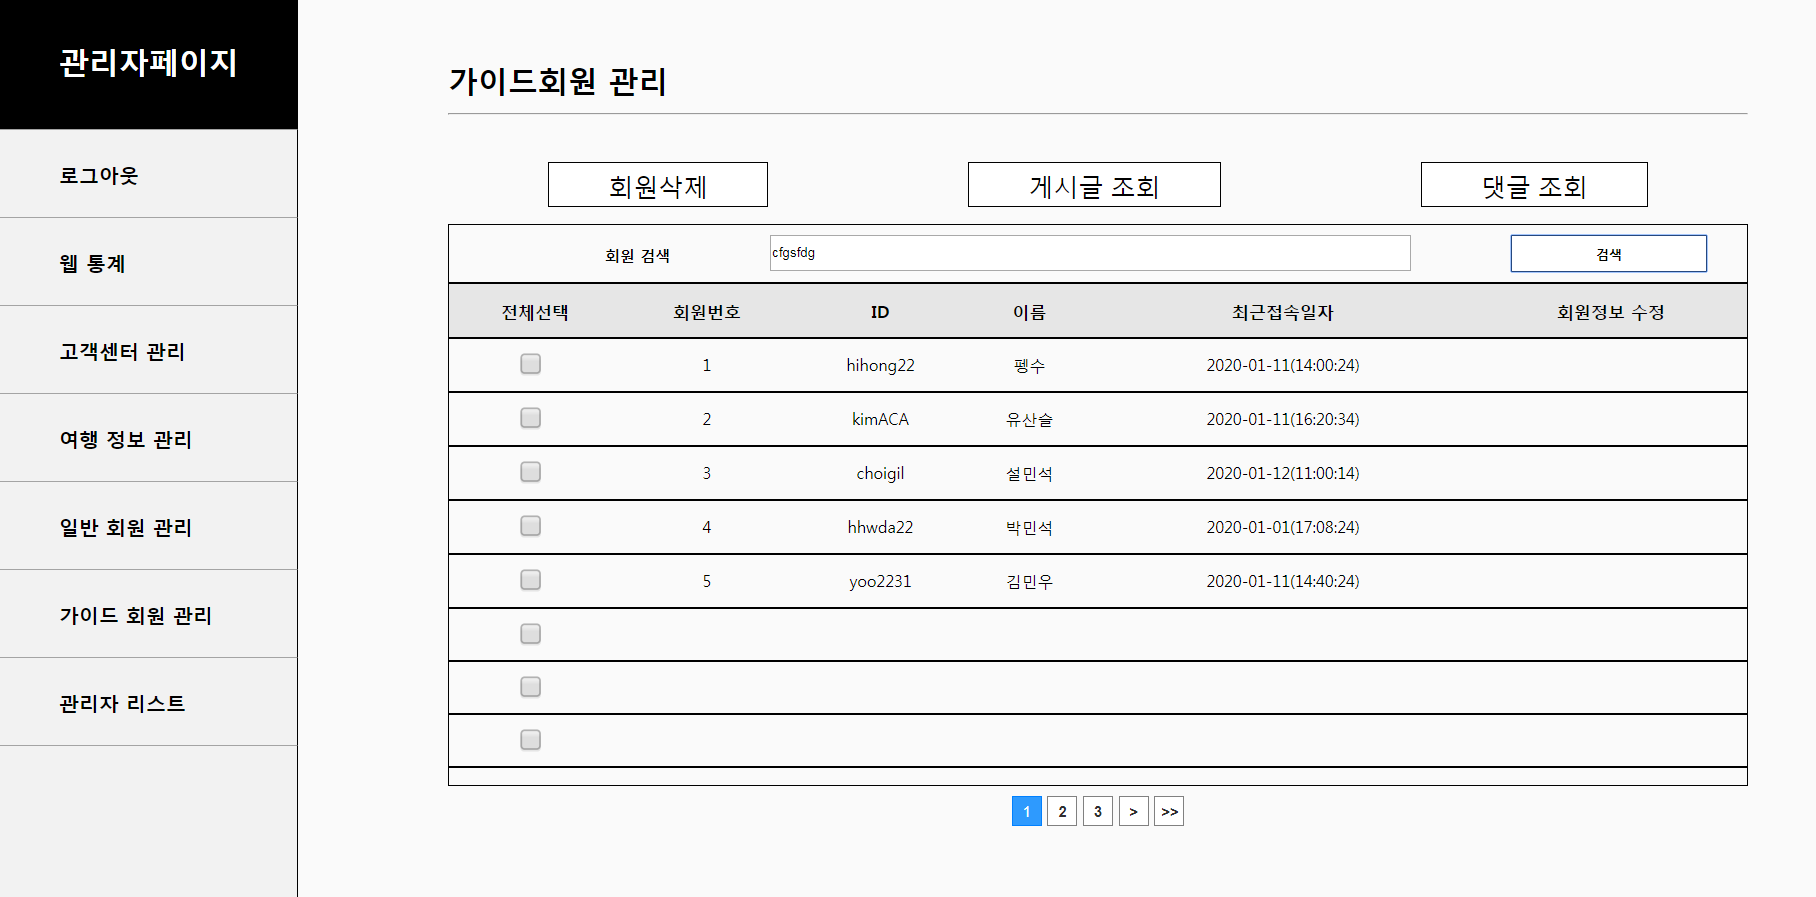 관리자페이지
로그아웃
웹 통계
고객센터 관리
여행 정보 관리
일반 회원 관리
가이드 회원 관리
관리자 리스트
가이드회원 관리
회원삭제 게시글 조회 댓글 조회
회원 검색 cfgsfdg 검색
전체선택 회원번호 ID 이름 최근접속일자 회원정보 수정
1 hihong22 펭수 2020-01-11(14:00:24)
2 kimACA 유산슬 2020-01-11(16:20:34)
3 choigil 설민석 2020-01-12(11:00:14)
4 hhwda22 박민석 2020-01-01(17:08:24)
5 yoo2231 김민우 2020-01-11(14:40:24)
1 2 3 > >>